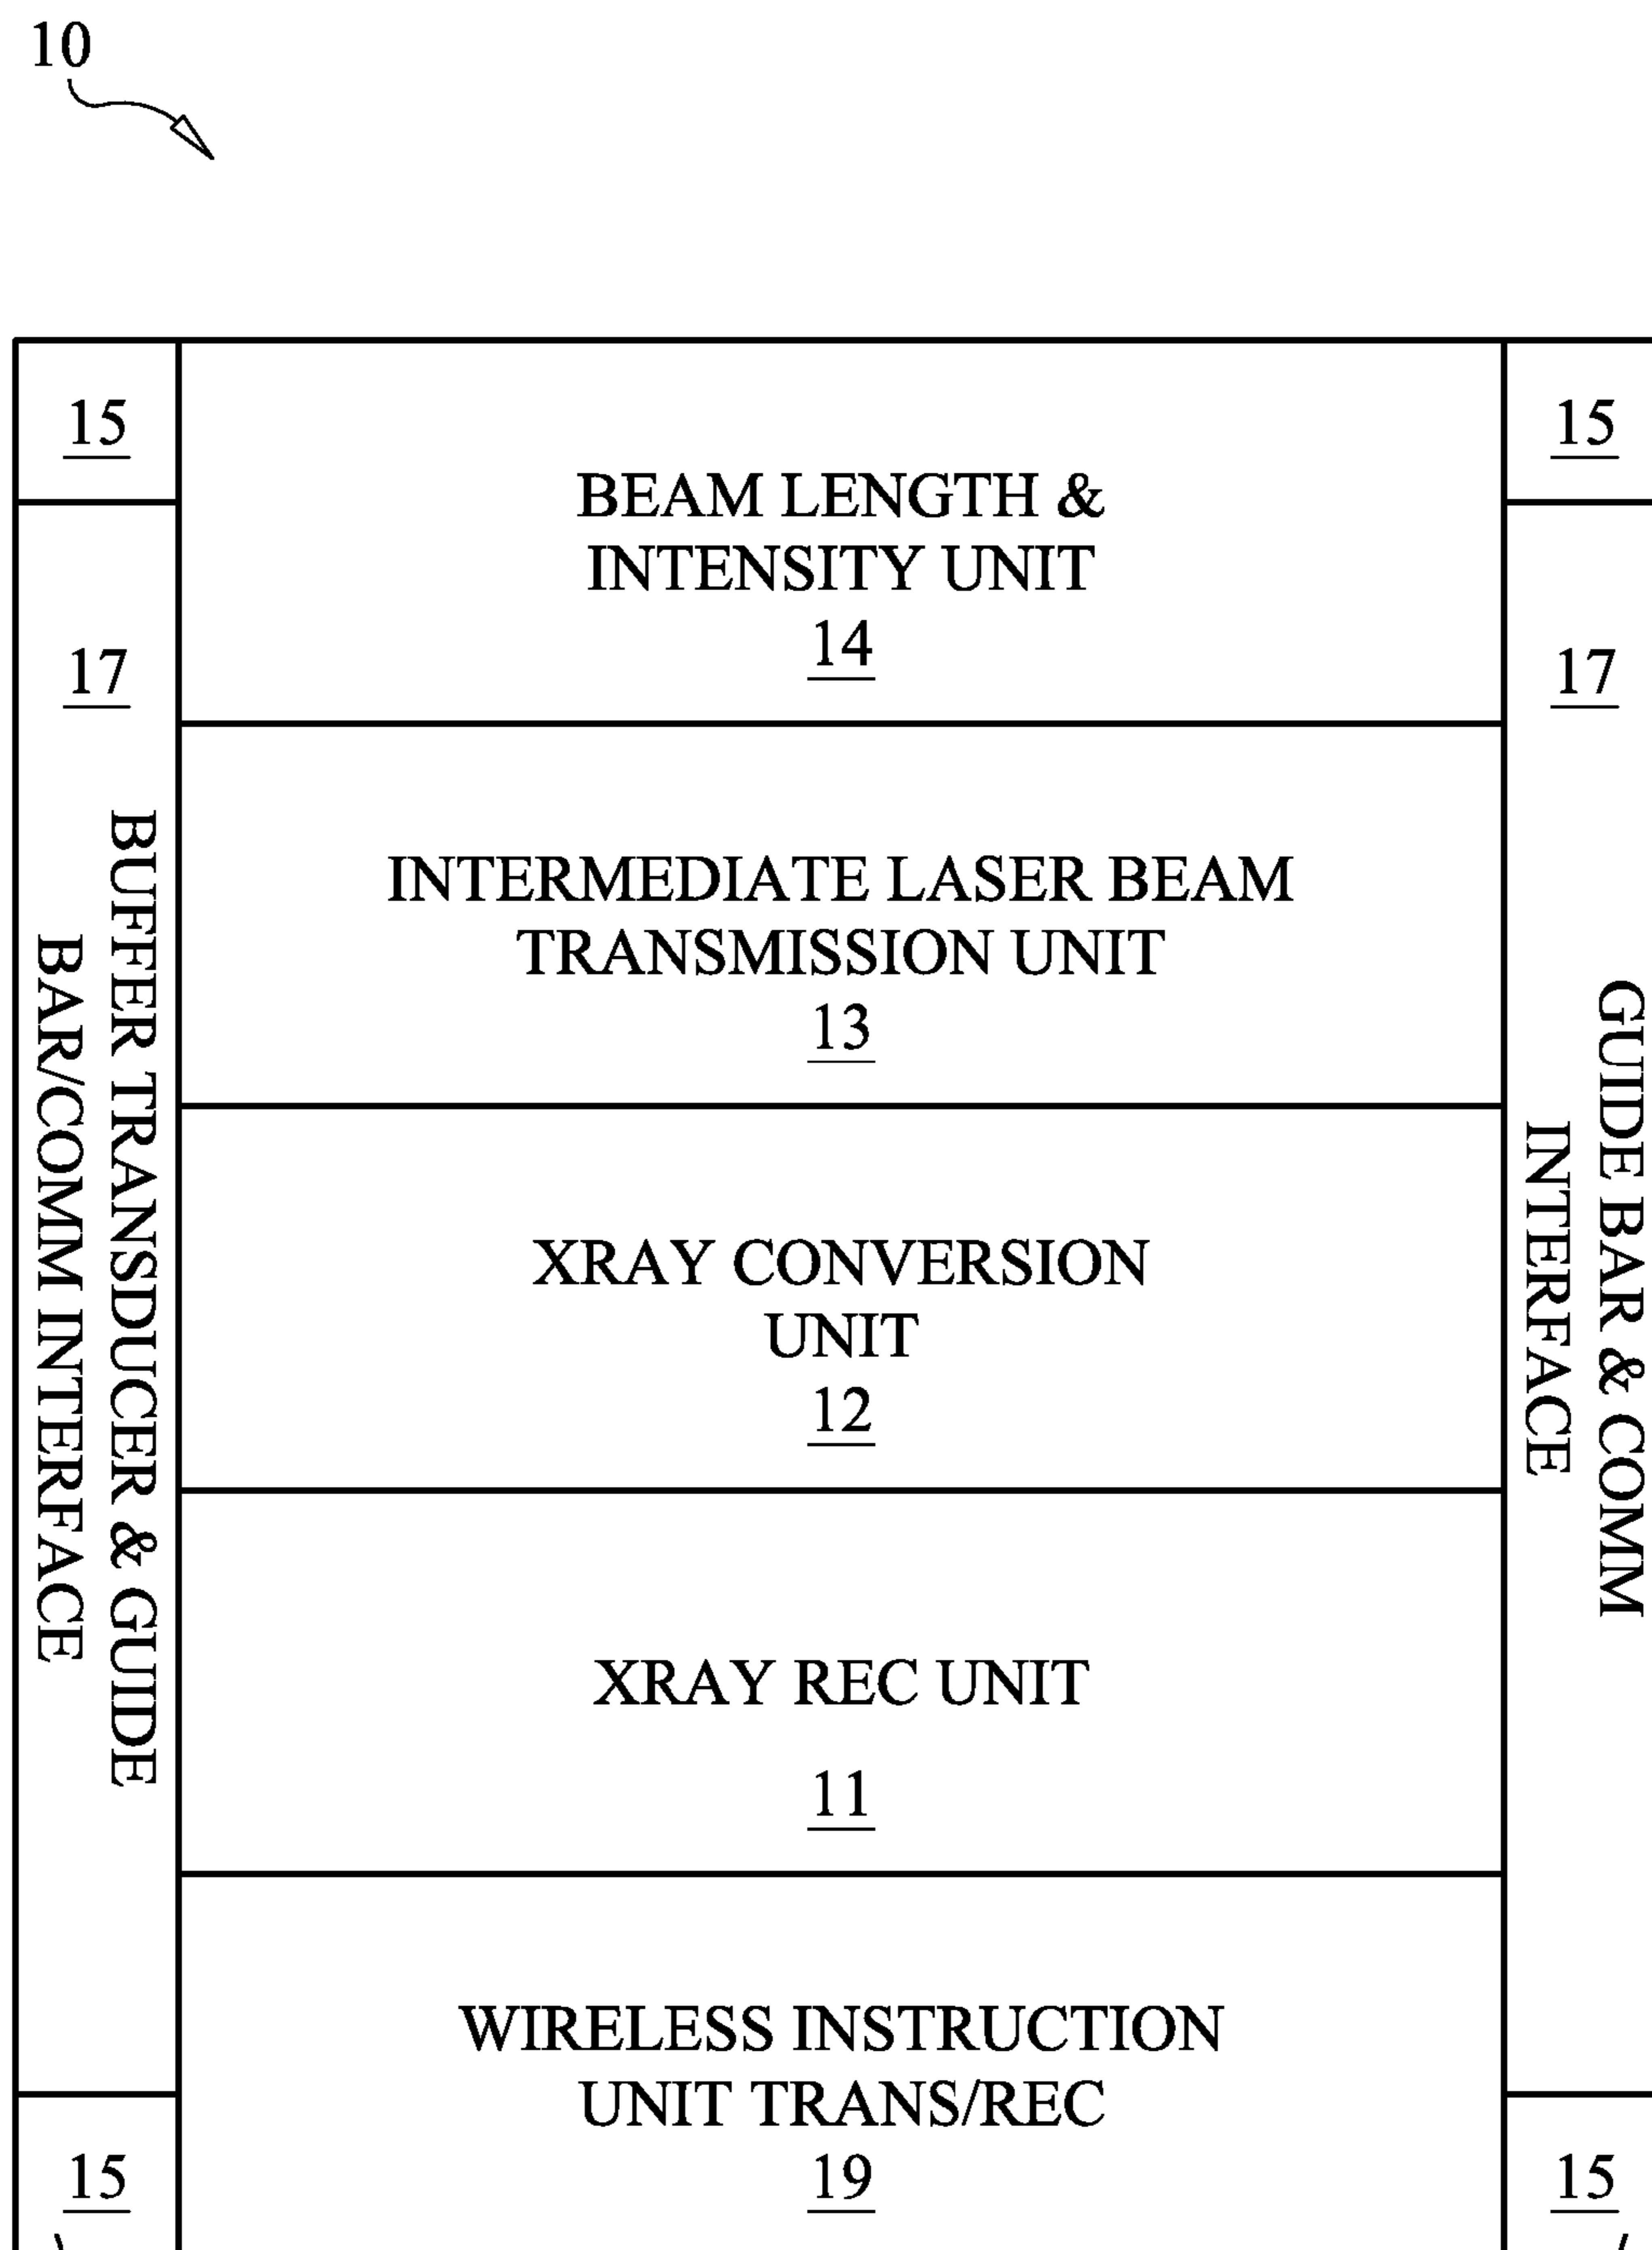 10
15
15
BEAM LENGTH &
INTENSITY UNIT
14
17
17
INTERMEDIATE LASER BEAM
TRANSMISSION UNIT
13
BUFFER TRANSDUCER & GUIDE
BAR/COMM INTERFACE
GUIDE BAR & COMM
INTERFACE
XRAY CONVERSION
UNIT
12
XRAY REC UNIT
11
WIRELESS INSTRUCTION
UNIT TRANS/REC
19
15
15